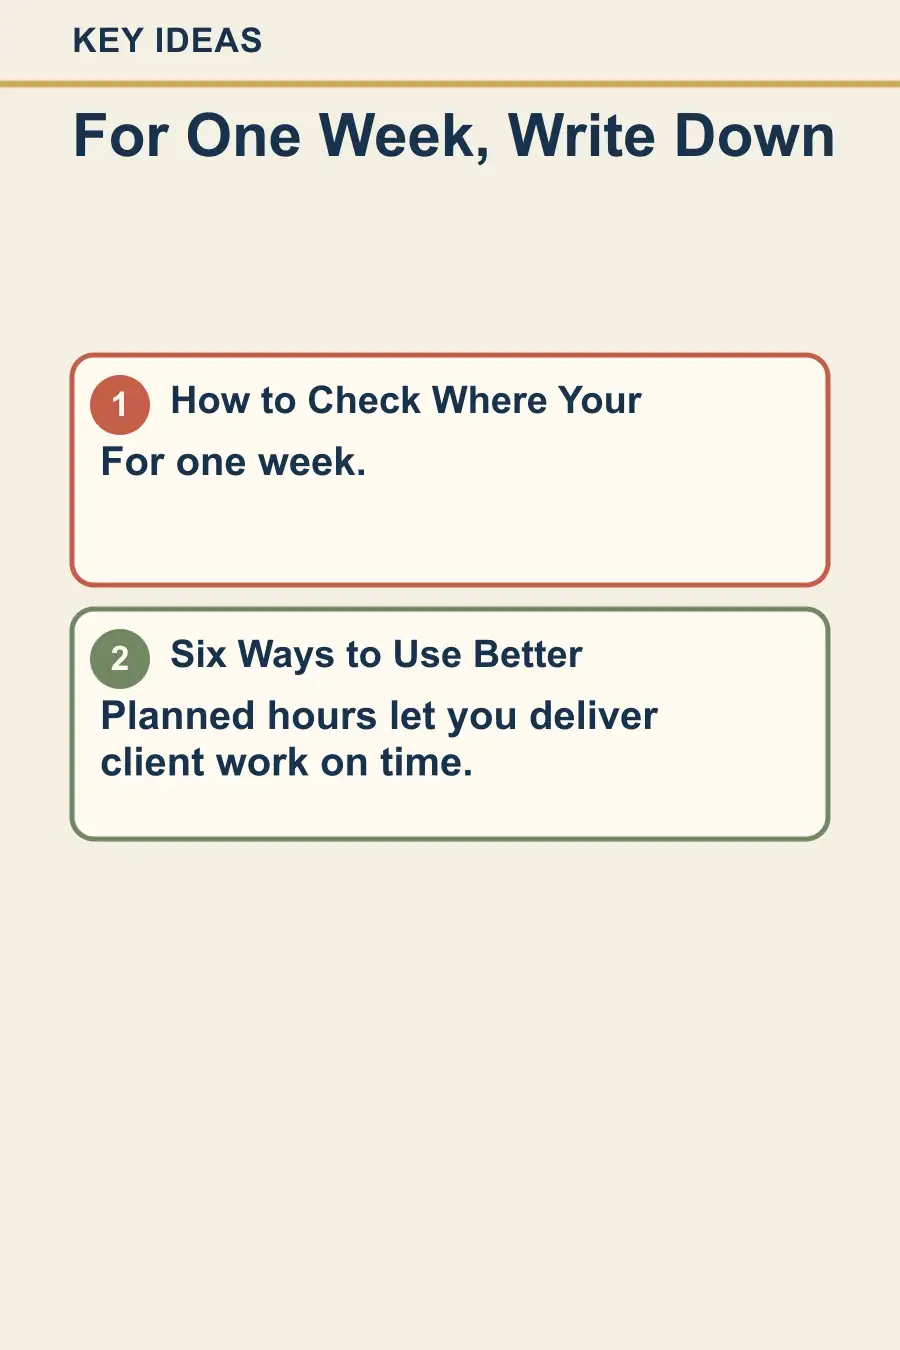 KEY IDEAS
For One Week, Write Down
1
How to Check Where Your
For one week.
2
Six Ways to Use Better
Planned hours let you deliver
client work on time.